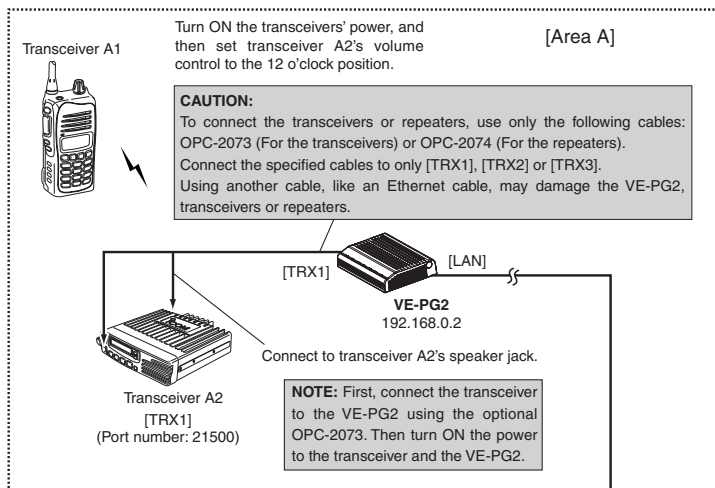 Transceiver A1
Turn ON the transceivers' power, and
then set transceiver A2's volume
control to the 12 o'clock position.
[Area A]
CAUTION:
To connect the transceivers or repeaters, use only the following cables:
OPC-2073 (For the transceivers) or OPC-2074 (For the repeaters).
Connect the specified cables to only [TRX1], [TRX2] or [TRX3].
Using another cable, like an Ethernet cable, may damage the VE-PG2,
transceivers or repeaters.
[TRX1]
[LAN]
VE-PG2
192.168.0.2
Connect to transceiver A2's speaker jack.
Transceiver A2
[TRX1]
(Port number: 21500)
NOTE: First, connect the transceiver
to the VE-PG2 using the optional
OPC-2073. Then turn ON the power
to the transceiver and the VE-PG2.